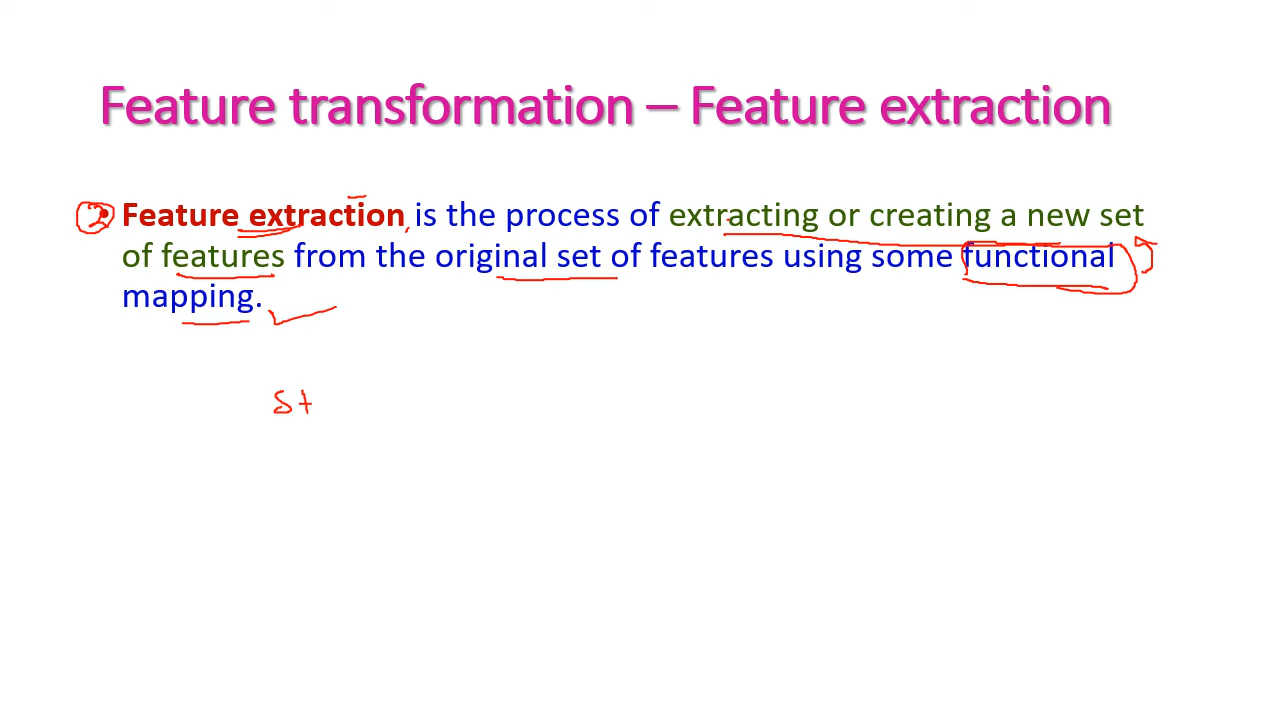 Feature transformation – Feature extraction
• Feature extraction, is the process of extracting or creating a new set
of features from the original set of features using some functional
mapping.
St